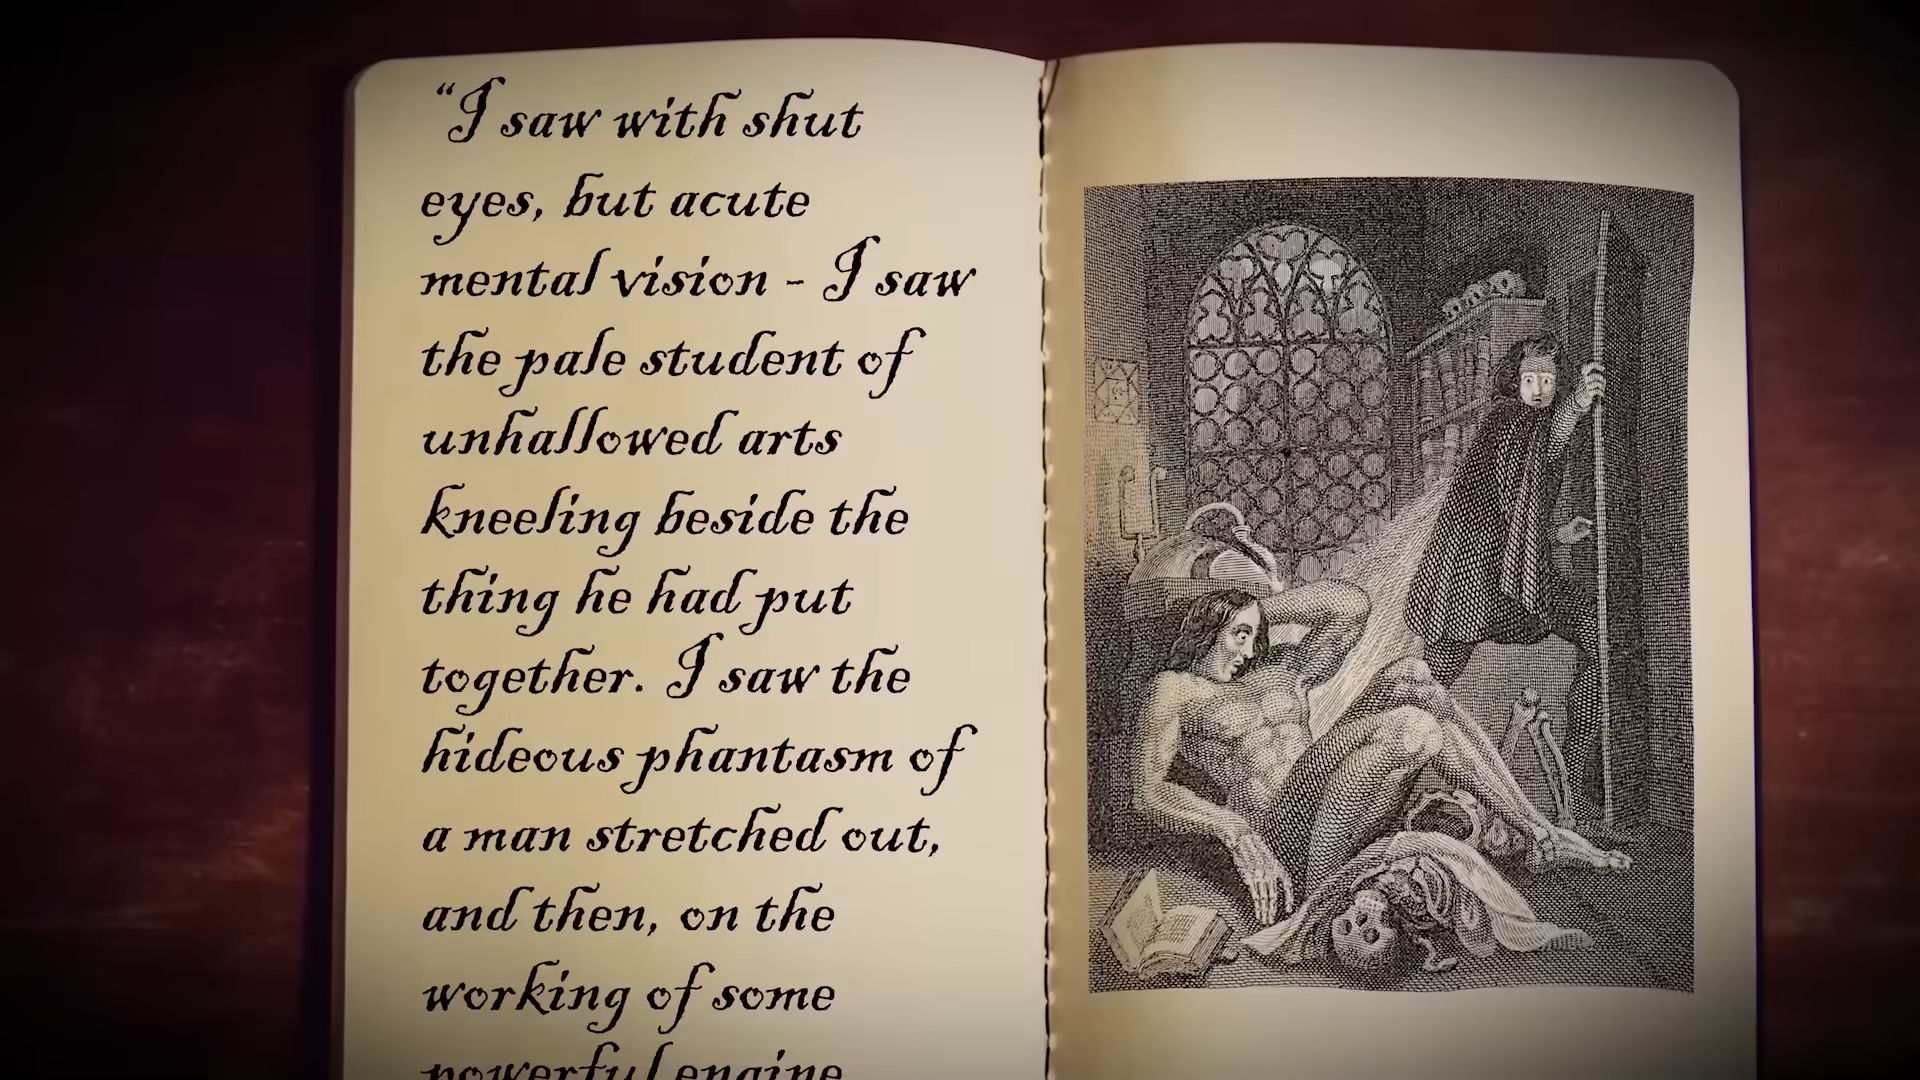 “I saw with shut
eyes, but acute
mental vision - I saw
the pale student of
unhallowed arts
kneeling beside the
thing he had put
together. I saw the
hideous phantasm of
a man stretched out,
and then, on the
working of some
powerful engine